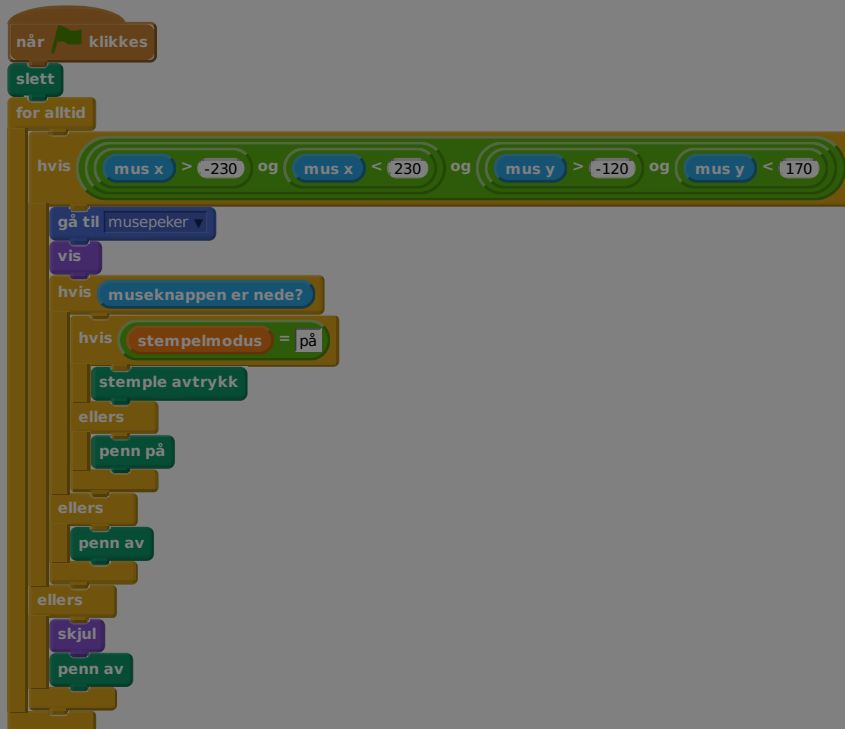 når klikkes
slett
for alltid
hvis mus x > -230 og mus x < 230 og mus y > -120 og mus y < 170
gå til musepeker
vis
hvis museknappen er nede?
hvis stempelmodus = på
stemple avtrykk
ellers
penn på
ellers
penn av
ellers
skjul
penn av